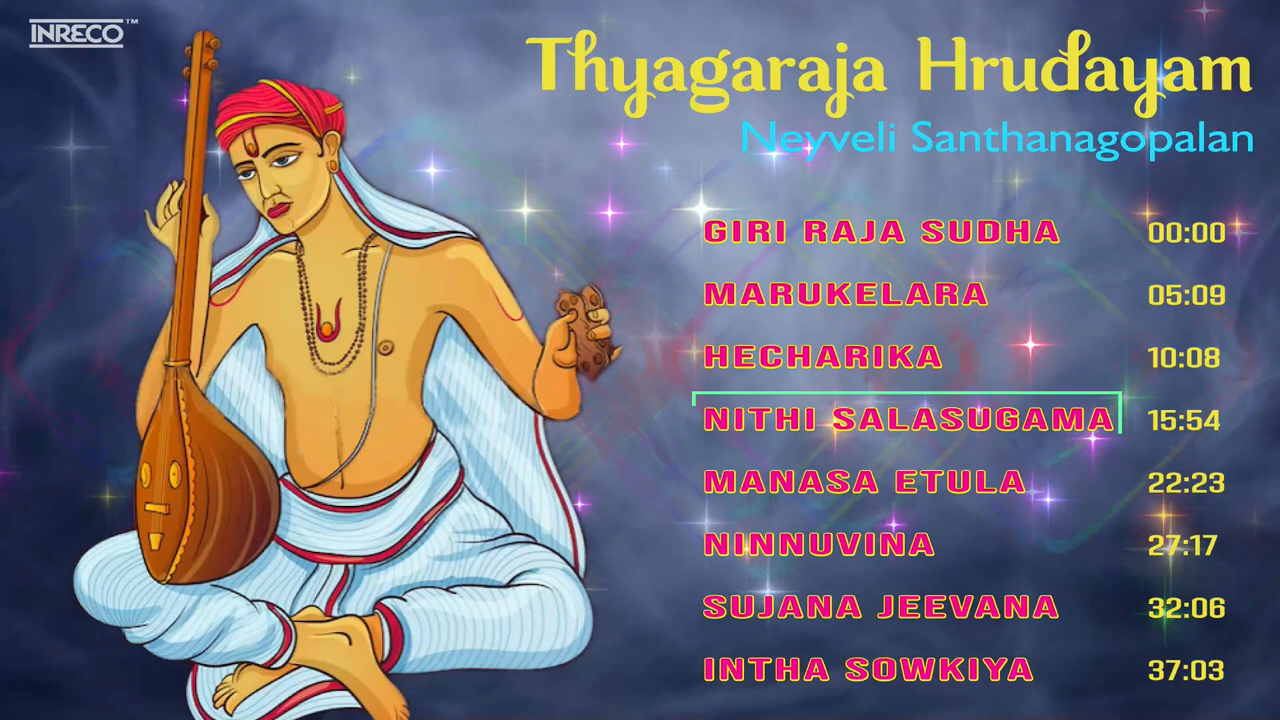 INRECO™
Thyagaraja Hrudayam
Neyveli Santhanagopalan
GIRI RAJA SUDHA 00:00
MARUKELARA 05:09
HECHARIKA 10:08
NITHI SALASUGAMA 15:54
MANASA ETULA 22:23
NINNUVINA 27:17
SUJANA JEEVANA 32:06
INTHA SOWKIYA 37:03